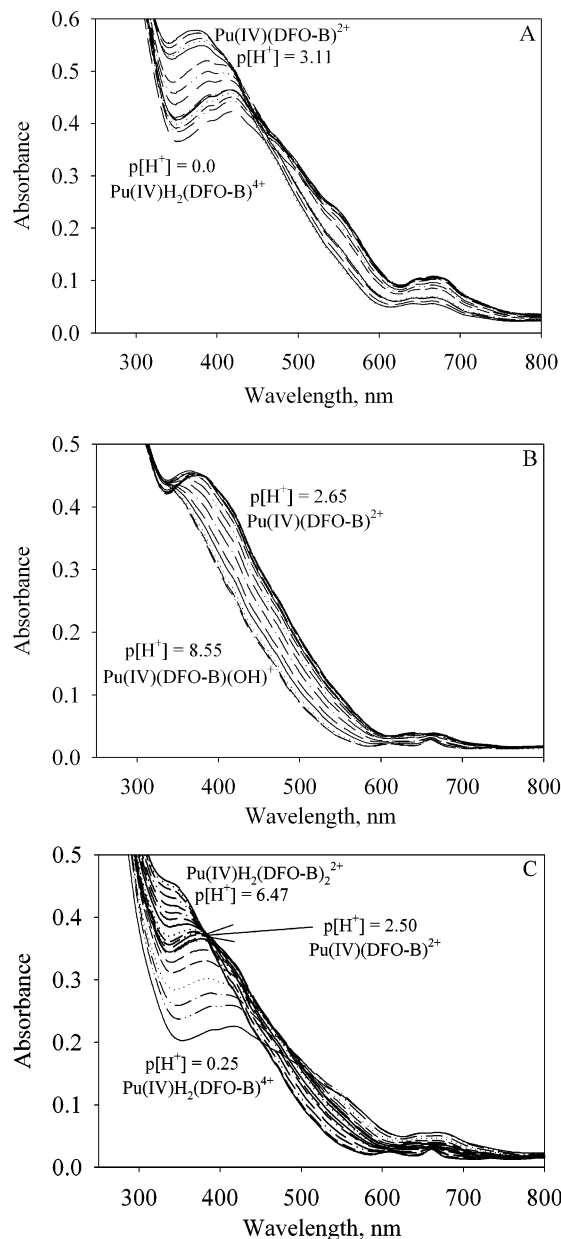 A
0.6
0.5
0.4
0.3
0.2
0.1
0.0
Absorbance
Pu(IV)(DFO-B)²⁺
p[H⁺] = 3.11
p[H⁺] = 0.0
Pu(IV)H₂(DFO-B)⁴⁺
300 400 500 600 700 800
Wavelength, nm
B
0.5
0.4
0.3
0.2
0.1
0.0
Absorbance
p[H⁺] = 2.65
Pu(IV)(DFO-B)²⁺
p[H⁺] = 8.55
Pu(IV)(DFO-B)(OH)⁺
300 400 500 600 700 800
Wavelength, nm
C
0.5
0.4
0.3
0.2
0.1
0.0
Absorbance
Pu(IV)H₂(DFO-B)₂²⁺
p[H⁺] = 6.47
p[H⁺] = 2.50
Pu(IV)(DFO-B)²⁺
p[H⁺] = 0.25
Pu(IV)H₂(DFO-B)⁴⁺
300 400 500 600 700 800
Wavelength, nm